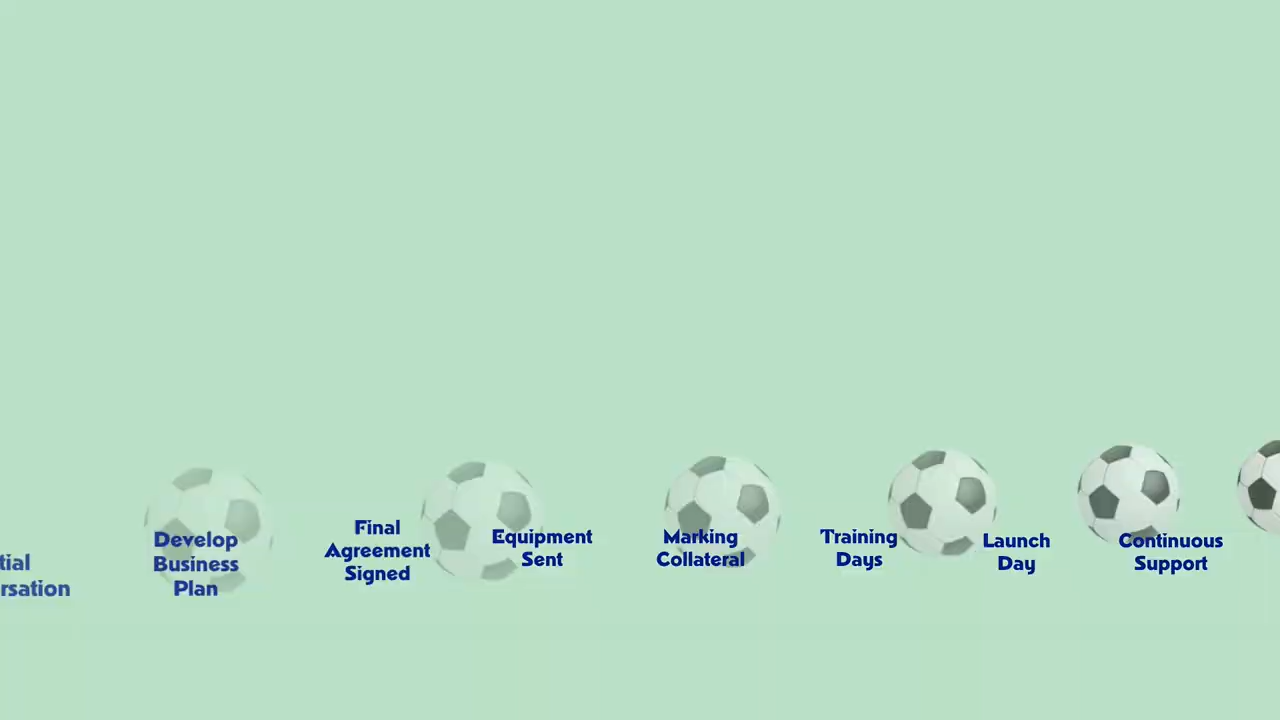 tial
rsation
Develop
Business
Plan
Final
Agreement
Signed
Equipment
Sent
Marking
Collateral
Training
Days
Launch
Day
Continuous
Support